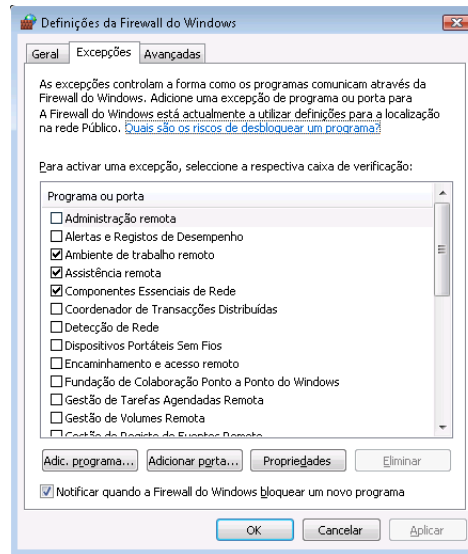 Definições da Firewall do Windows
Geral
Excepções
Avançadas
As excepções controlam a forma como os programas comunicam através da
Firewall do Windows. Adicione uma excepção de programa ou porta para
A Firewall do Windows está actualmente a utilizar definições para a localização
na rede Público. Quais são os riscos de desbloquear um programa?
Para activar uma excepção, seleccione a respectiva caixa de verificação:
Programa ou porta
Administração remota
Alertas e Registos de Desempenho
Ambiente de trabalho remoto
Assistência remota
Componentes Essenciais de Rede
Coordenador de Transacções Distribuídas
Detecção de Rede
Dispositivos Portáteis Sem Fios
Encaminhamento e acesso remoto
Fundação de Colaboração Ponto a Ponto do Windows
Gestão de Tarefas Agendadas Remota
Gestão de Volumes Remota
Gestão de Registo de Eventos Remoto
Adic. programa...
Adicionar porta...
Propriedades
Eliminar
Notificar quando a Firewall do Windows bloquear um novo programa
OK
Cancelar
Aplicar